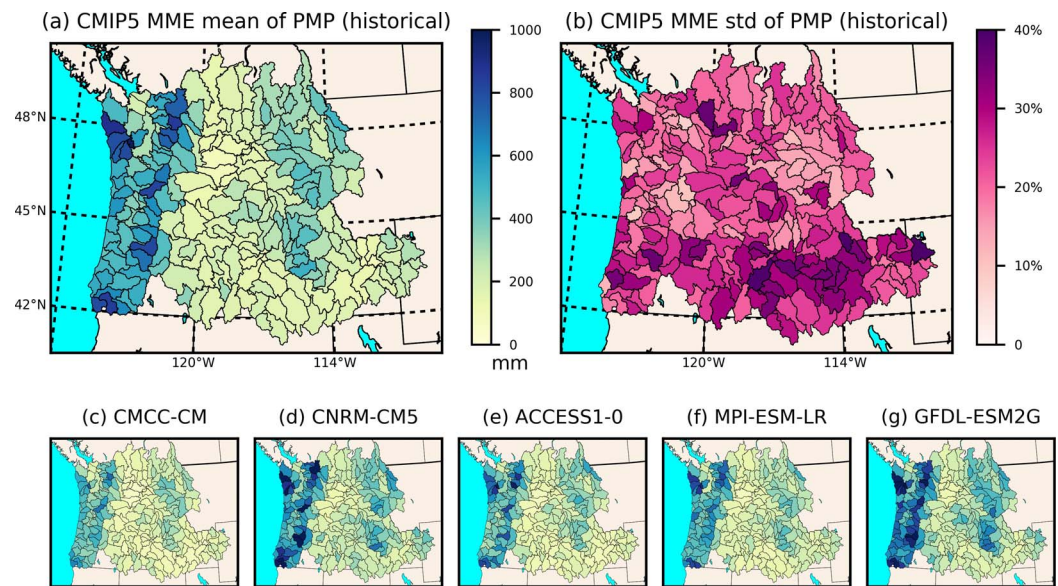 (a) CMIP5 MME mean of PMP (historical)
(b) CMIP5 MME std of PMP (historical)
1000
800
600
400
200
0
mm
40%
30%
20%
10%
0
48°N
45°N
42°N
120°W
114°W
120°W
114°W
(c) CMCC-CM
(d) CNRM-CM5
(e) ACCESS1-0
(f) MPI-ESM-LR
(g) GFDL-ESM2G